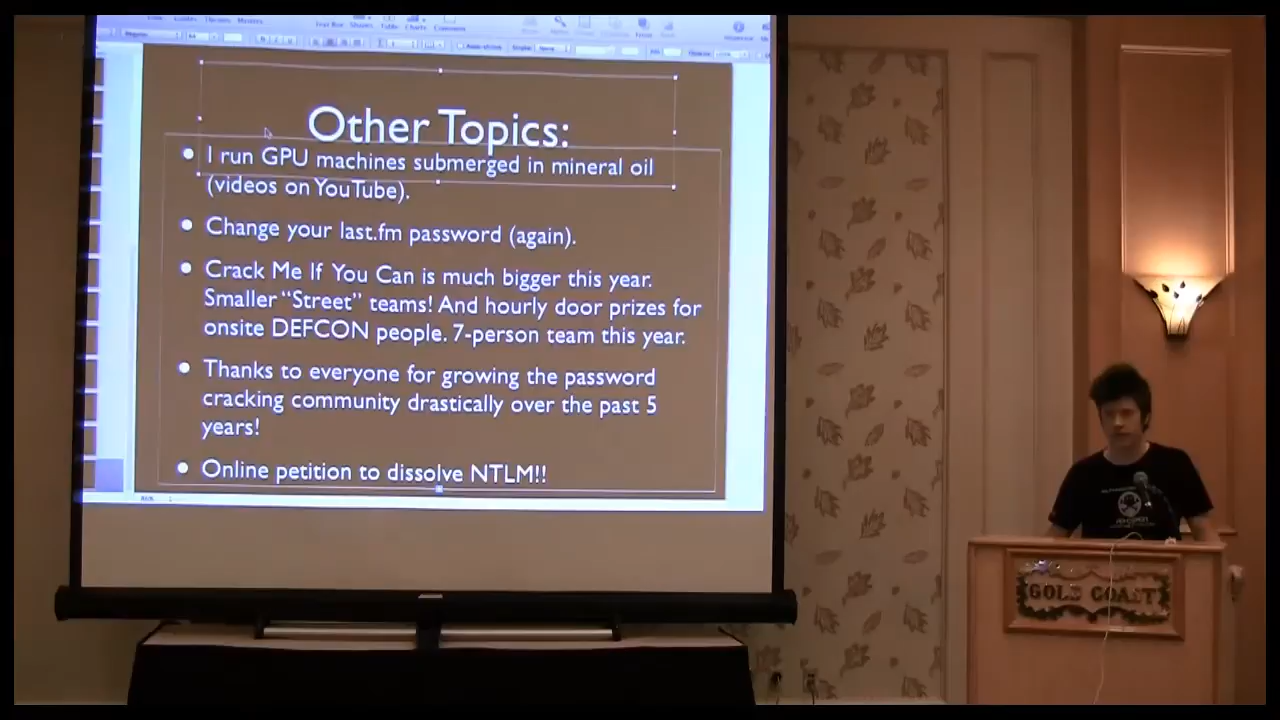 Other Topics:
• I run GPU machines submerged in mineral oil
(videos on YouTube).
• Change your last.fm password (again).
• Crack Me If You Can is much bigger this year.
Smaller “Street” teams! And hourly door prizes for
onsite DEFCON people. 7-person team this year.
• Thanks to everyone for growing the password
cracking community drastically over the past 5
years!
• Online petition to dissolve NTLM!!
GOLD COAST